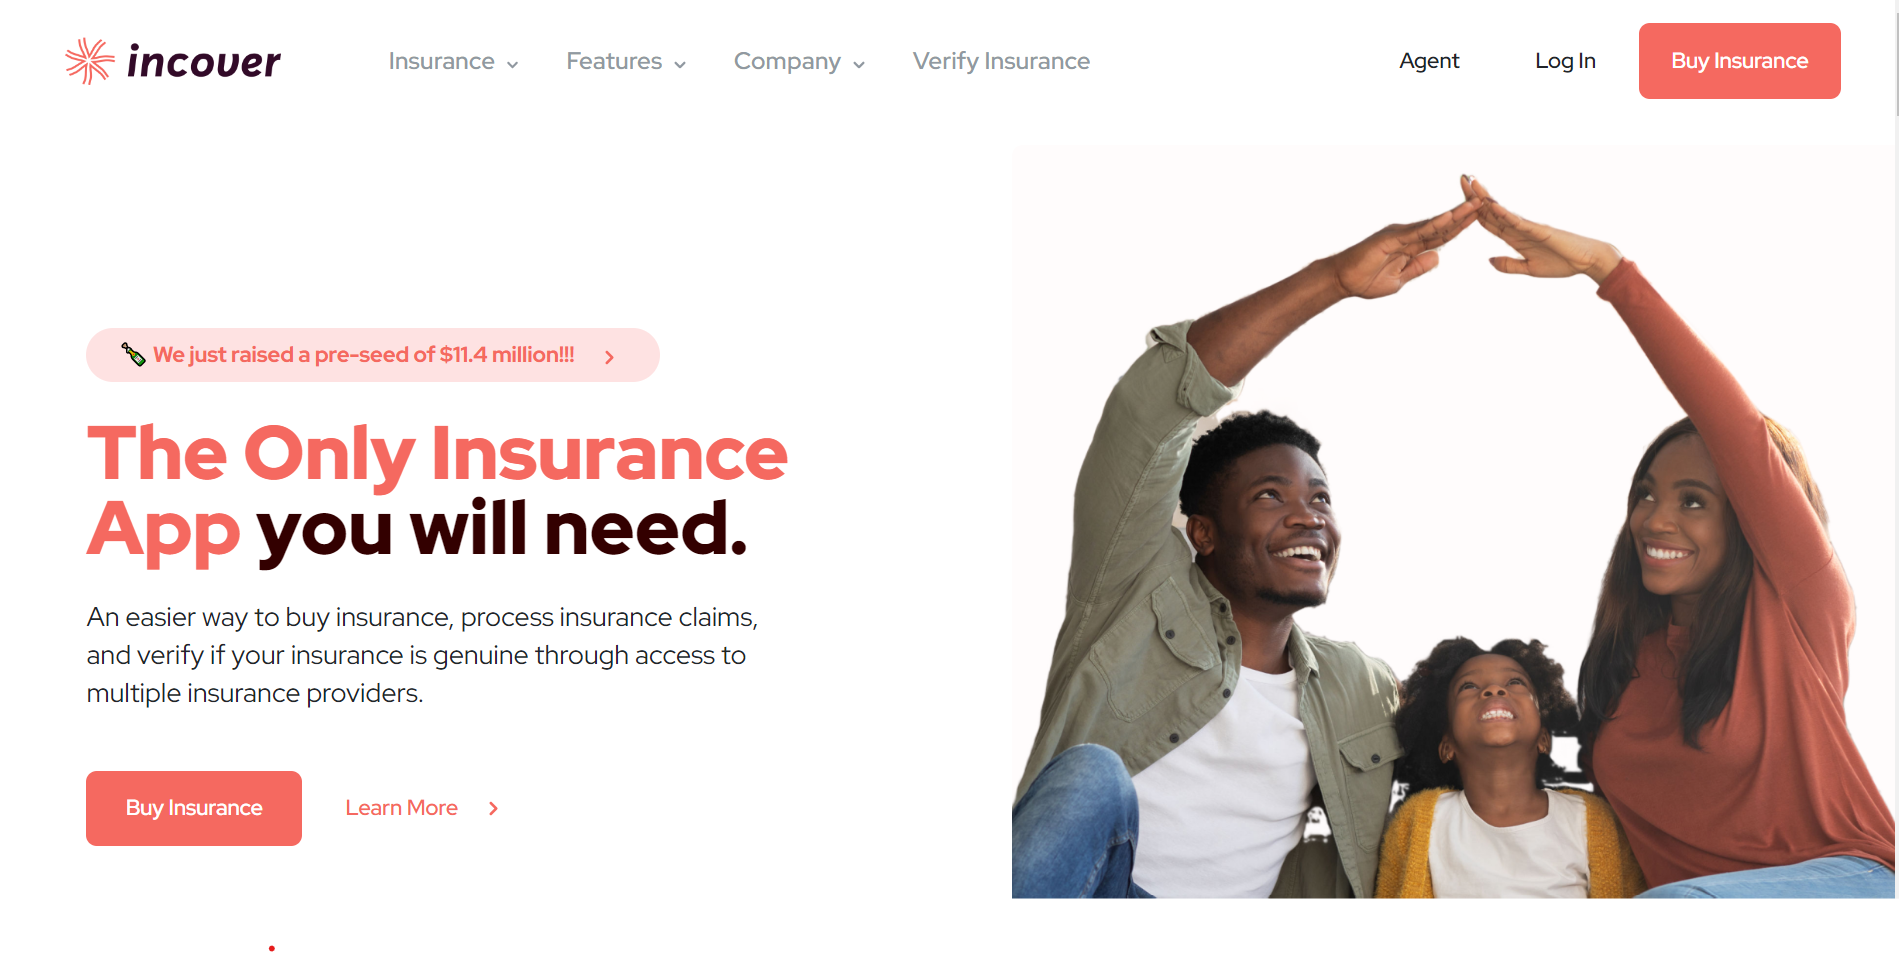 incover
Insurance
Features
Company
Verify Insurance
Agent
Log In
Buy Insurance
We just raised a pre-seed of $11.4 million!!!
The Only Insurance
App you will need.
An easier way to buy insurance, process insurance claims,
and verify if your insurance is genuine through access to
multiple insurance providers.
Buy Insurance
Learn More